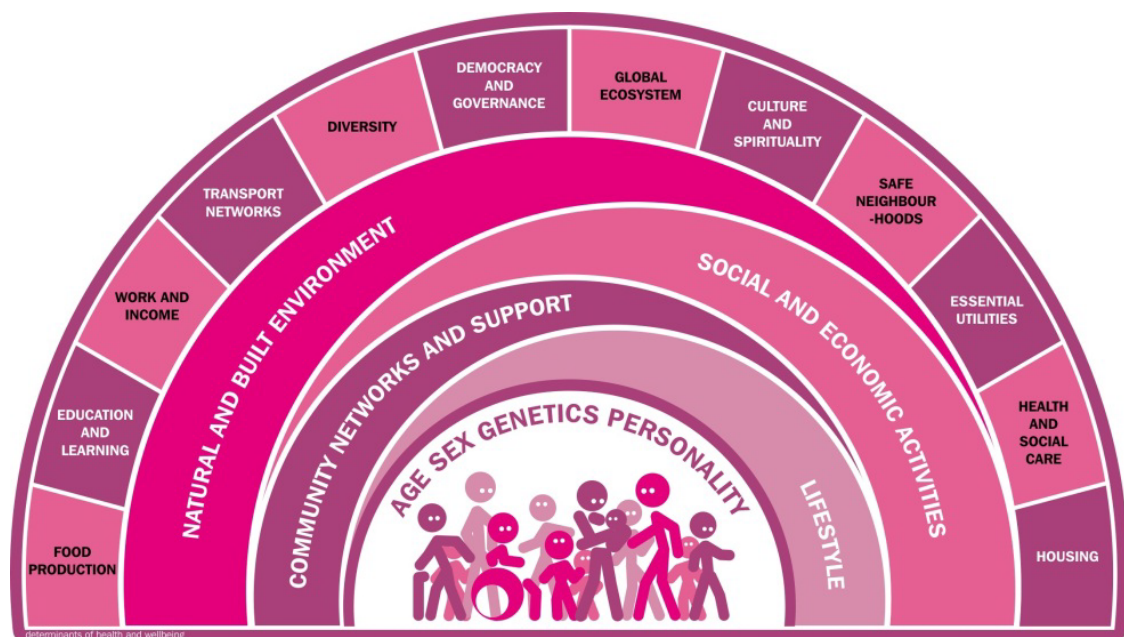 FOOD
PRODUCTION
EDUCATION
AND
LEARNING
WORK AND
INCOME
TRANSPORT
NETWORKS
DIVERSITY
DEMOCRACY
AND
GOVERNANCE
GLOBAL
ECOSYSTEM
CULTURE
AND
SPIRITUALITY
SAFE
NEIGHBOUR
-HOODS
ESSENTIAL
UTILITIES
HEALTH
AND
SOCIAL
CARE
HOUSING
NATURAL AND BUILT ENVIRONMENT
SOCIAL AND ECONOMIC ACTIVITIES
COMMUNITY NETWORKS AND SUPPORT
LIFESTYLE
AGE SEX GENETICS PERSONALITY
determinants of health and wellbeing